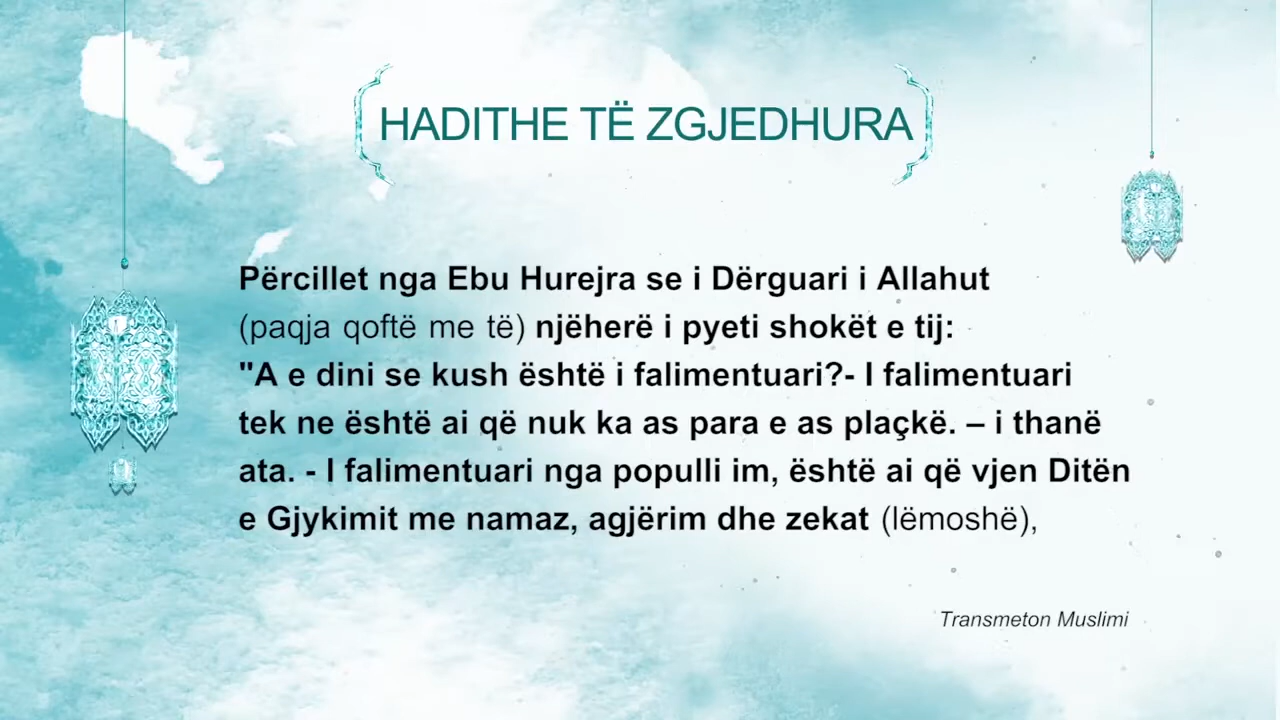 HADITHE TË ZGJEDHURA
Përcillet nga Ebu Hurejra se i Dërguari i Allahut
(paqja qoftë me të) njëherë i pyeti shokët e tij:
"A e dini se kush është i falimentuari?- I falimentuari
tek ne është ai që nuk ka as para e as plaçkë. – i thanë
ata. - I falimentuari nga populli im, është ai që vjen Ditën
e Gjykimit me namaz, agjërim dhe zekat (lëmoshë),
Transmeton Muslimi